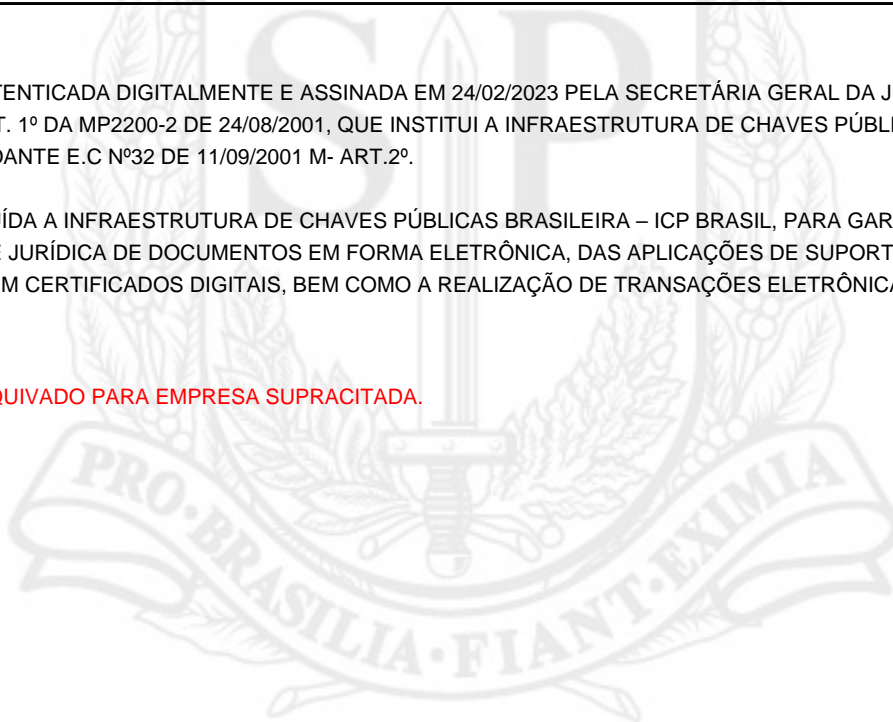 TENTICADA DIGITALMENTE E ASSINADA EM 24/02/2023 PELA SECRETÁRIA GERAL DA J
T. 1º DA MP2200-2 DE 24/08/2001, QUE INSTITUI A INFRAESTRUTURA DE CHAVES PÚBLI
DANTE E.C Nº32 DE 11/09/2001 M- ART.2º.
ÍDA A INFRAESTRUTURA DE CHAVES PÚBLICAS BRASILEIRA – ICP BRASIL, PARA GAR
E JURÍDICA DE DOCUMENTOS EM FORMA ELETRÔNICA, DAS APLICAÇÕES DE SUPORT
M CERTIFICADOS DIGITAIS, BEM COMO A REALIZAÇÃO DE TRANSAÇÕES ELETRÔNICA
QUIVADO PARA EMPRESA SUPRACITADA.
SP
PRO·BRASILIA·FIANT·EXIMIA